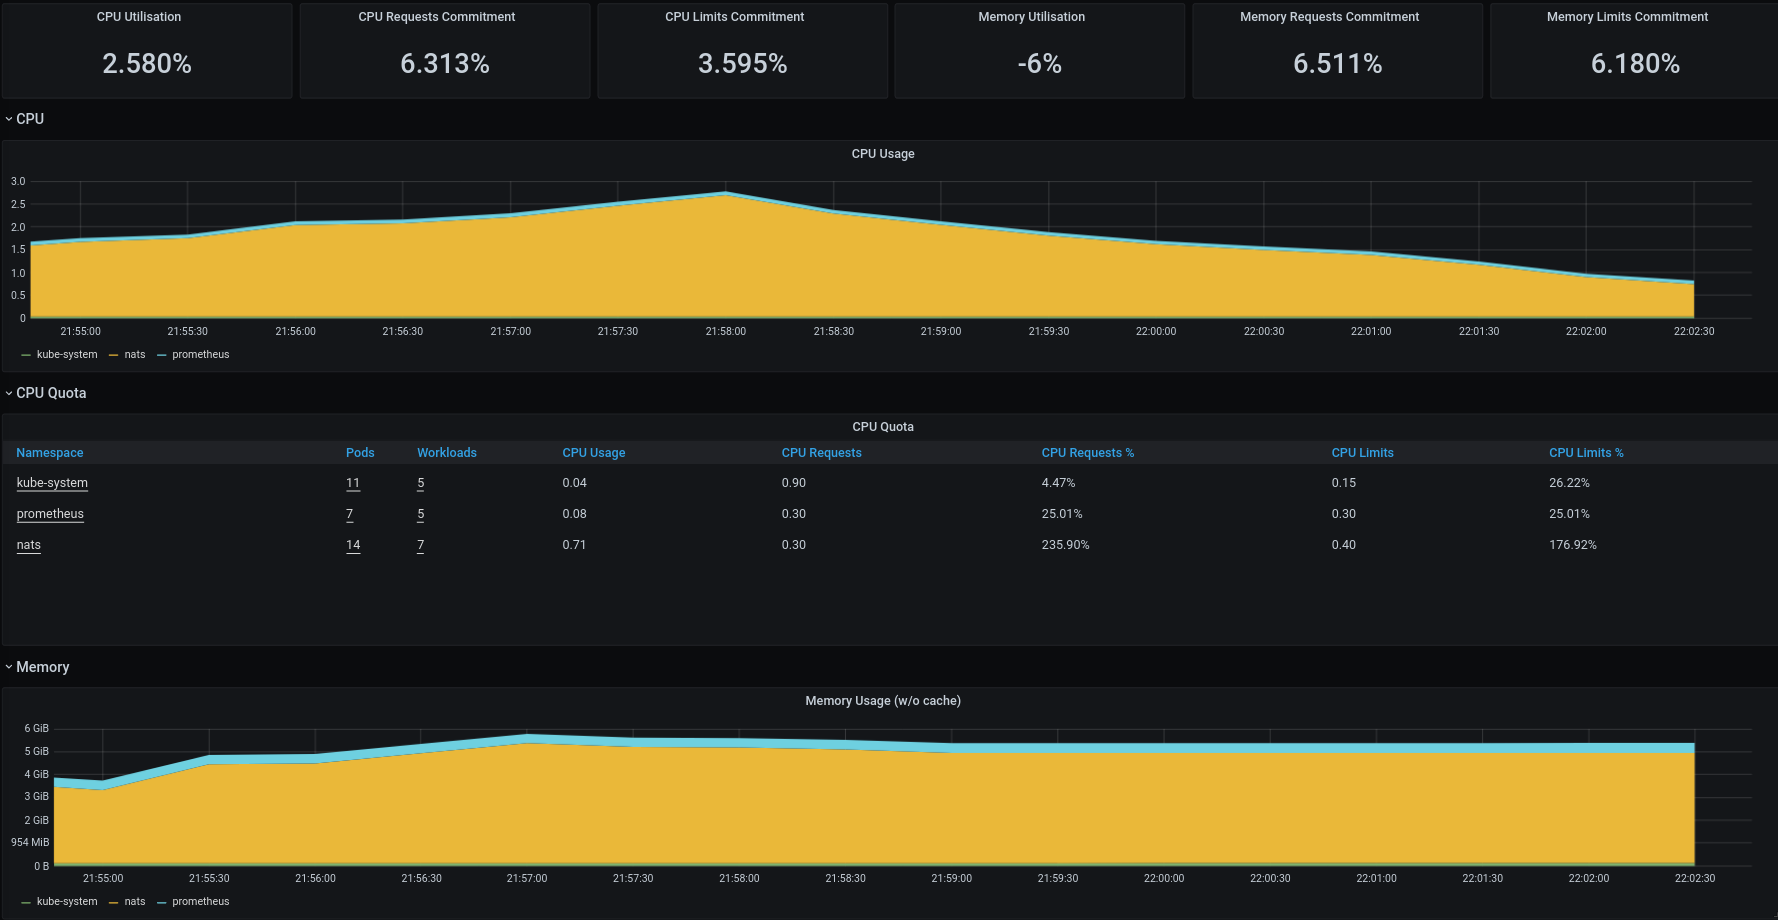 CPU Utilisation CPU Requests Commitment CPU Limits Commitment Memory Utilisation Memory Requests Commitment Memory Limits Commitment
2.580% 6.313% 3.595% -6% 6.511% 6.180%
CPU
CPU Usage
3.0
2.5
2.0
1.5
1.0
0.5
0
21:55:00 21:55:30 21:56:00 21:56:30 21:57:00 21:57:30 21:58:00 21:58:30 21:59:00 21:59:30 22:00:00 22:00:30 22:01:00 22:01:30 22:02:00 22:02:30
kube-system nats prometheus
CPU Quota
CPU Quota
Namespace Pods Workloads CPU Usage CPU Requests CPU Requests % CPU Limits CPU Limits %
kube-system 11 5 0.04 0.90 4.47% 0.15 26.22%
prometheus 7 5 0.08 0.30 25.01% 0.30 25.01%
nats 14 7 0.71 0.30 235.90% 0.40 176.92%
Memory
Memory Usage (w/o cache)
6 GiB
5 GiB
4 GiB
3 GiB
2 GiB
954 MiB
0 B
21:55:00 21:55:30 21:56:00 21:56:30 21:57:00 21:57:30 21:58:00 21:58:30 21:59:00 21:59:30 22:00:00 22:00:30 22:01:00 22:01:30 22:02:00 22:02:30
kube-system nats prometheus